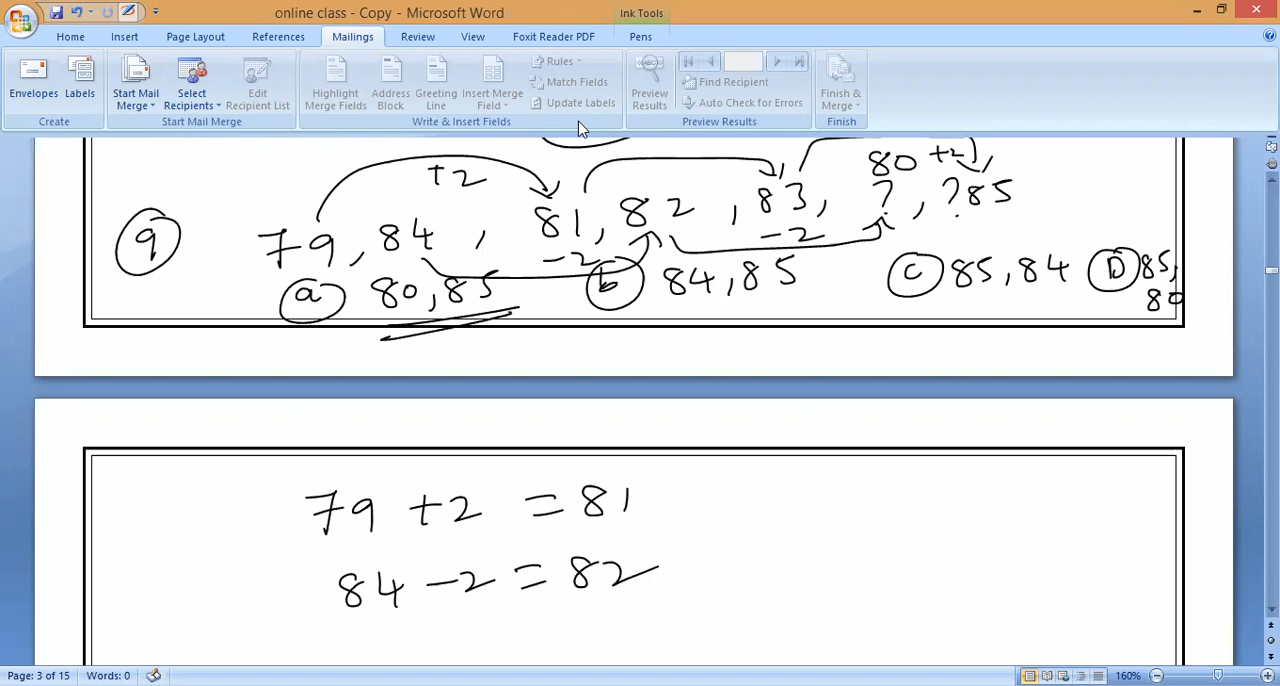 online class - Copy - Microsoft Word
Ink Tools
Home Insert Page Layout References Mailings Review View Foxit Reader PDF Pens
Envelopes Labels Start Mail Merge Select Recipients Edit Recipient List Highlight Merge Fields Address Block Greeting Line Insert Merge Field Rules Match Fields Update Labels Preview Results Find Recipient Auto Check for Errors Finish & Merge
Create Start Mail Merge Write & Insert Fields Preview Results Finish
+2 80 +2
9 79, 84, 81, 82, 83, ?, ? 85
-2 -2
a 80, 85 b 84, 85 c 85, 84 D 85, 80
79 + 2 = 81
84 - 2 = 82
Page: 3 of 15 Words: 0 160%